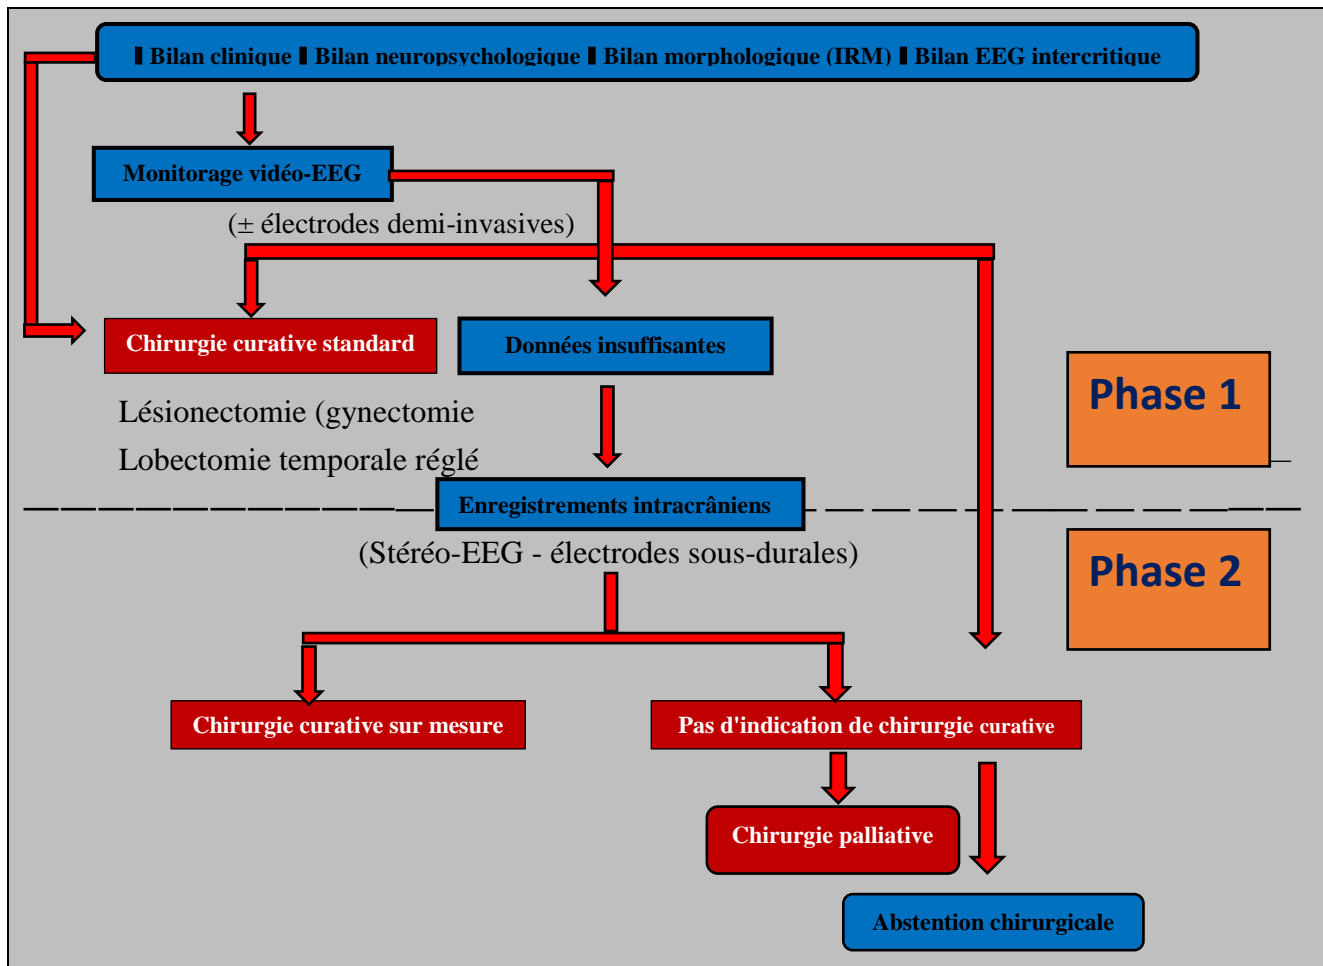 ▮ Bilan clinique ▮ Bilan neuropsychologique ▮ Bilan morphologique (IRM) ▮ Bilan EEG intercritique
Monitorage vidéo-EEG
(± électrodes demi-invasives)
Chirurgie curative standard
Données insuffisantes
Lésionectomie (gynectomie
Lobectomie temporale réglé
Phase 1
Enregistrements intracrâniens
(Stéréo-EEG - électrodes sous-durales)
Phase 2
Chirurgie curative sur mesure
Pas d'indication de chirurgie curative
Chirurgie palliative
Abstention chirurgicale